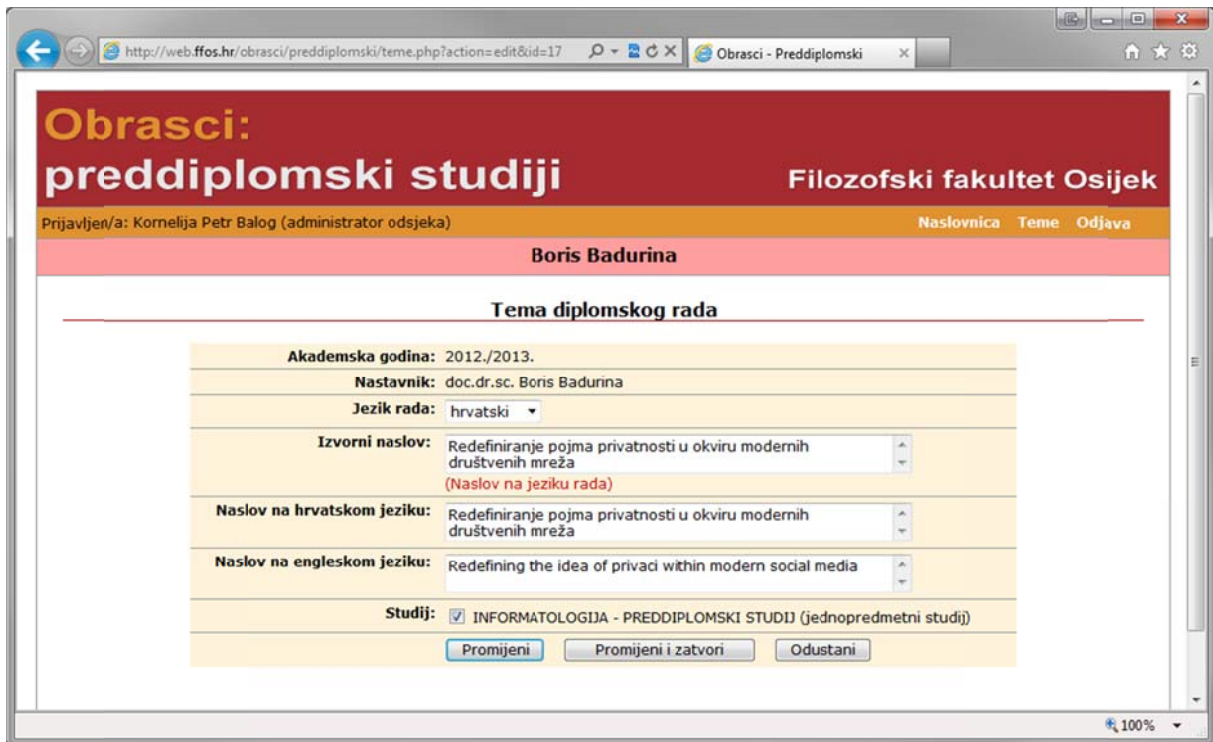 http://web.ffos.hr/obrasci/preddiplomski/teme.php?action=edit&id=17
Obrasci - Preddiplomski
Obrasci:
preddiplomski studiji
Filozofski fakultet Osijek
Prijavljen/a: Kornelija Petr Balog (administrator odsjeka)
Naslovnica Teme Odjava
Boris Badurina
Tema diplomskog rada
Akademska godina: 2012./2013.
Nastavnik: doc.dr.sc. Boris Badurina
Jezik rada: hrvatski
Izvorni naslov: Redefiniranje pojma privatnosti u okviru modernih
društvenih mreža
(Naslov na jeziku rada)
Naslov na hrvatskom jeziku: Redefiniranje pojma privatnosti u okviru modernih
društvenih mreža
Naslov na engleskom jeziku: Redefining the idea of privaci within modern social media
Studij: INFORMATOLOGIJA - PREDDIPLOMSKI STUDIJ (jednopredmetni studij)
Promijeni Promijeni i zatvori Odustani
100%